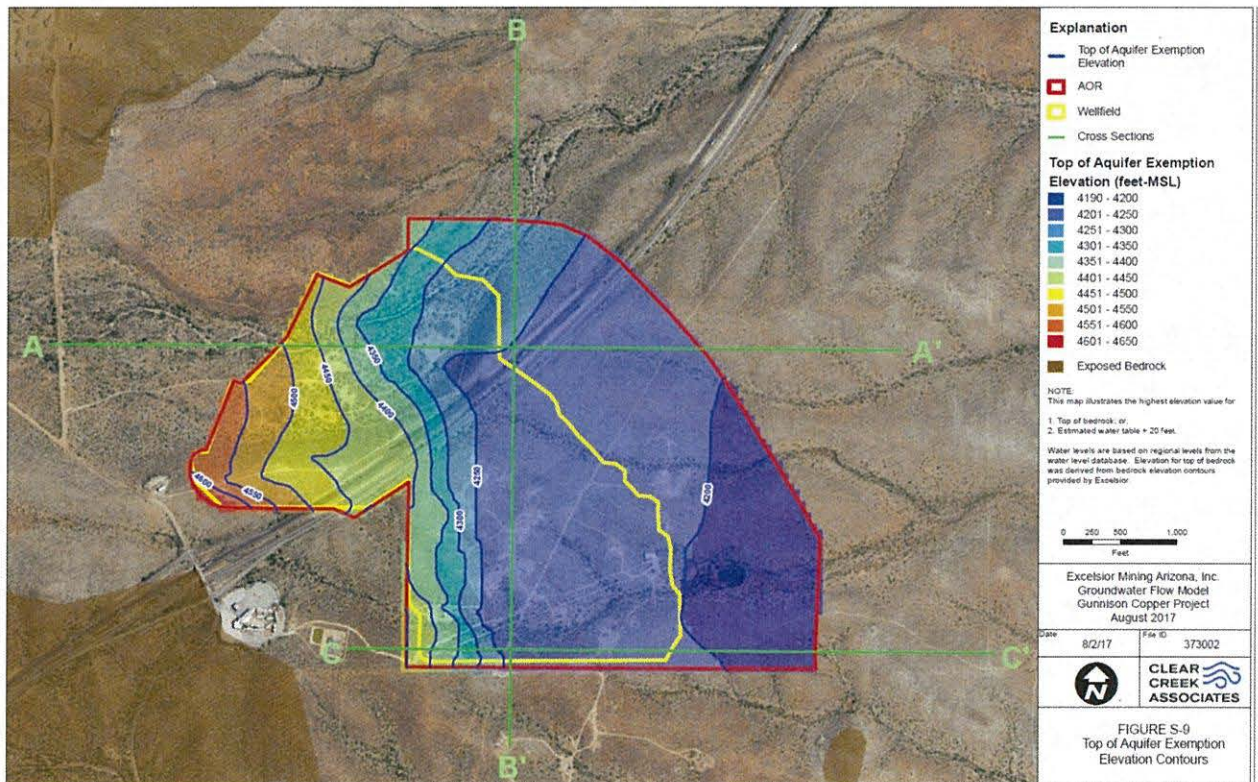 B
A
A'
C
C'
B'
4350
4450
4500
4400
4250
4600
4550
4300
4200
Explanation
Top of Aquifer Exemption
Elevation
AOR
Wellfield
Cross Sections
Top of Aquifer Exemption
Elevation (feet-MSL)
4190 - 4200
4201 - 4250
4251 - 4300
4301 - 4350
4351 - 4400
4401 - 4450
4451 - 4500
4501 - 4550
4551 - 4600
4601 - 4650
Exposed Bedrock
NOTE:
This map illustrates the highest elevation value for
1. Top of bedrock; or,
2. Estimated water table + 20 feet.
Water levels are based on regional levels from the
water level database. Elevation for top of bedrock
was derived from bedrock elevation contours
provided by Excelsior
0 250 500 1,000
Feet
Excelsior Mining Arizona, Inc.
Groundwater Flow Model
Gunnison Copper Project
August 2017
Date 8/2/17
File ID 373002
N
CLEAR
CREEK
ASSOCIATES
FIGURE S-9
Top of Aquifer Exemption
Elevation Contours